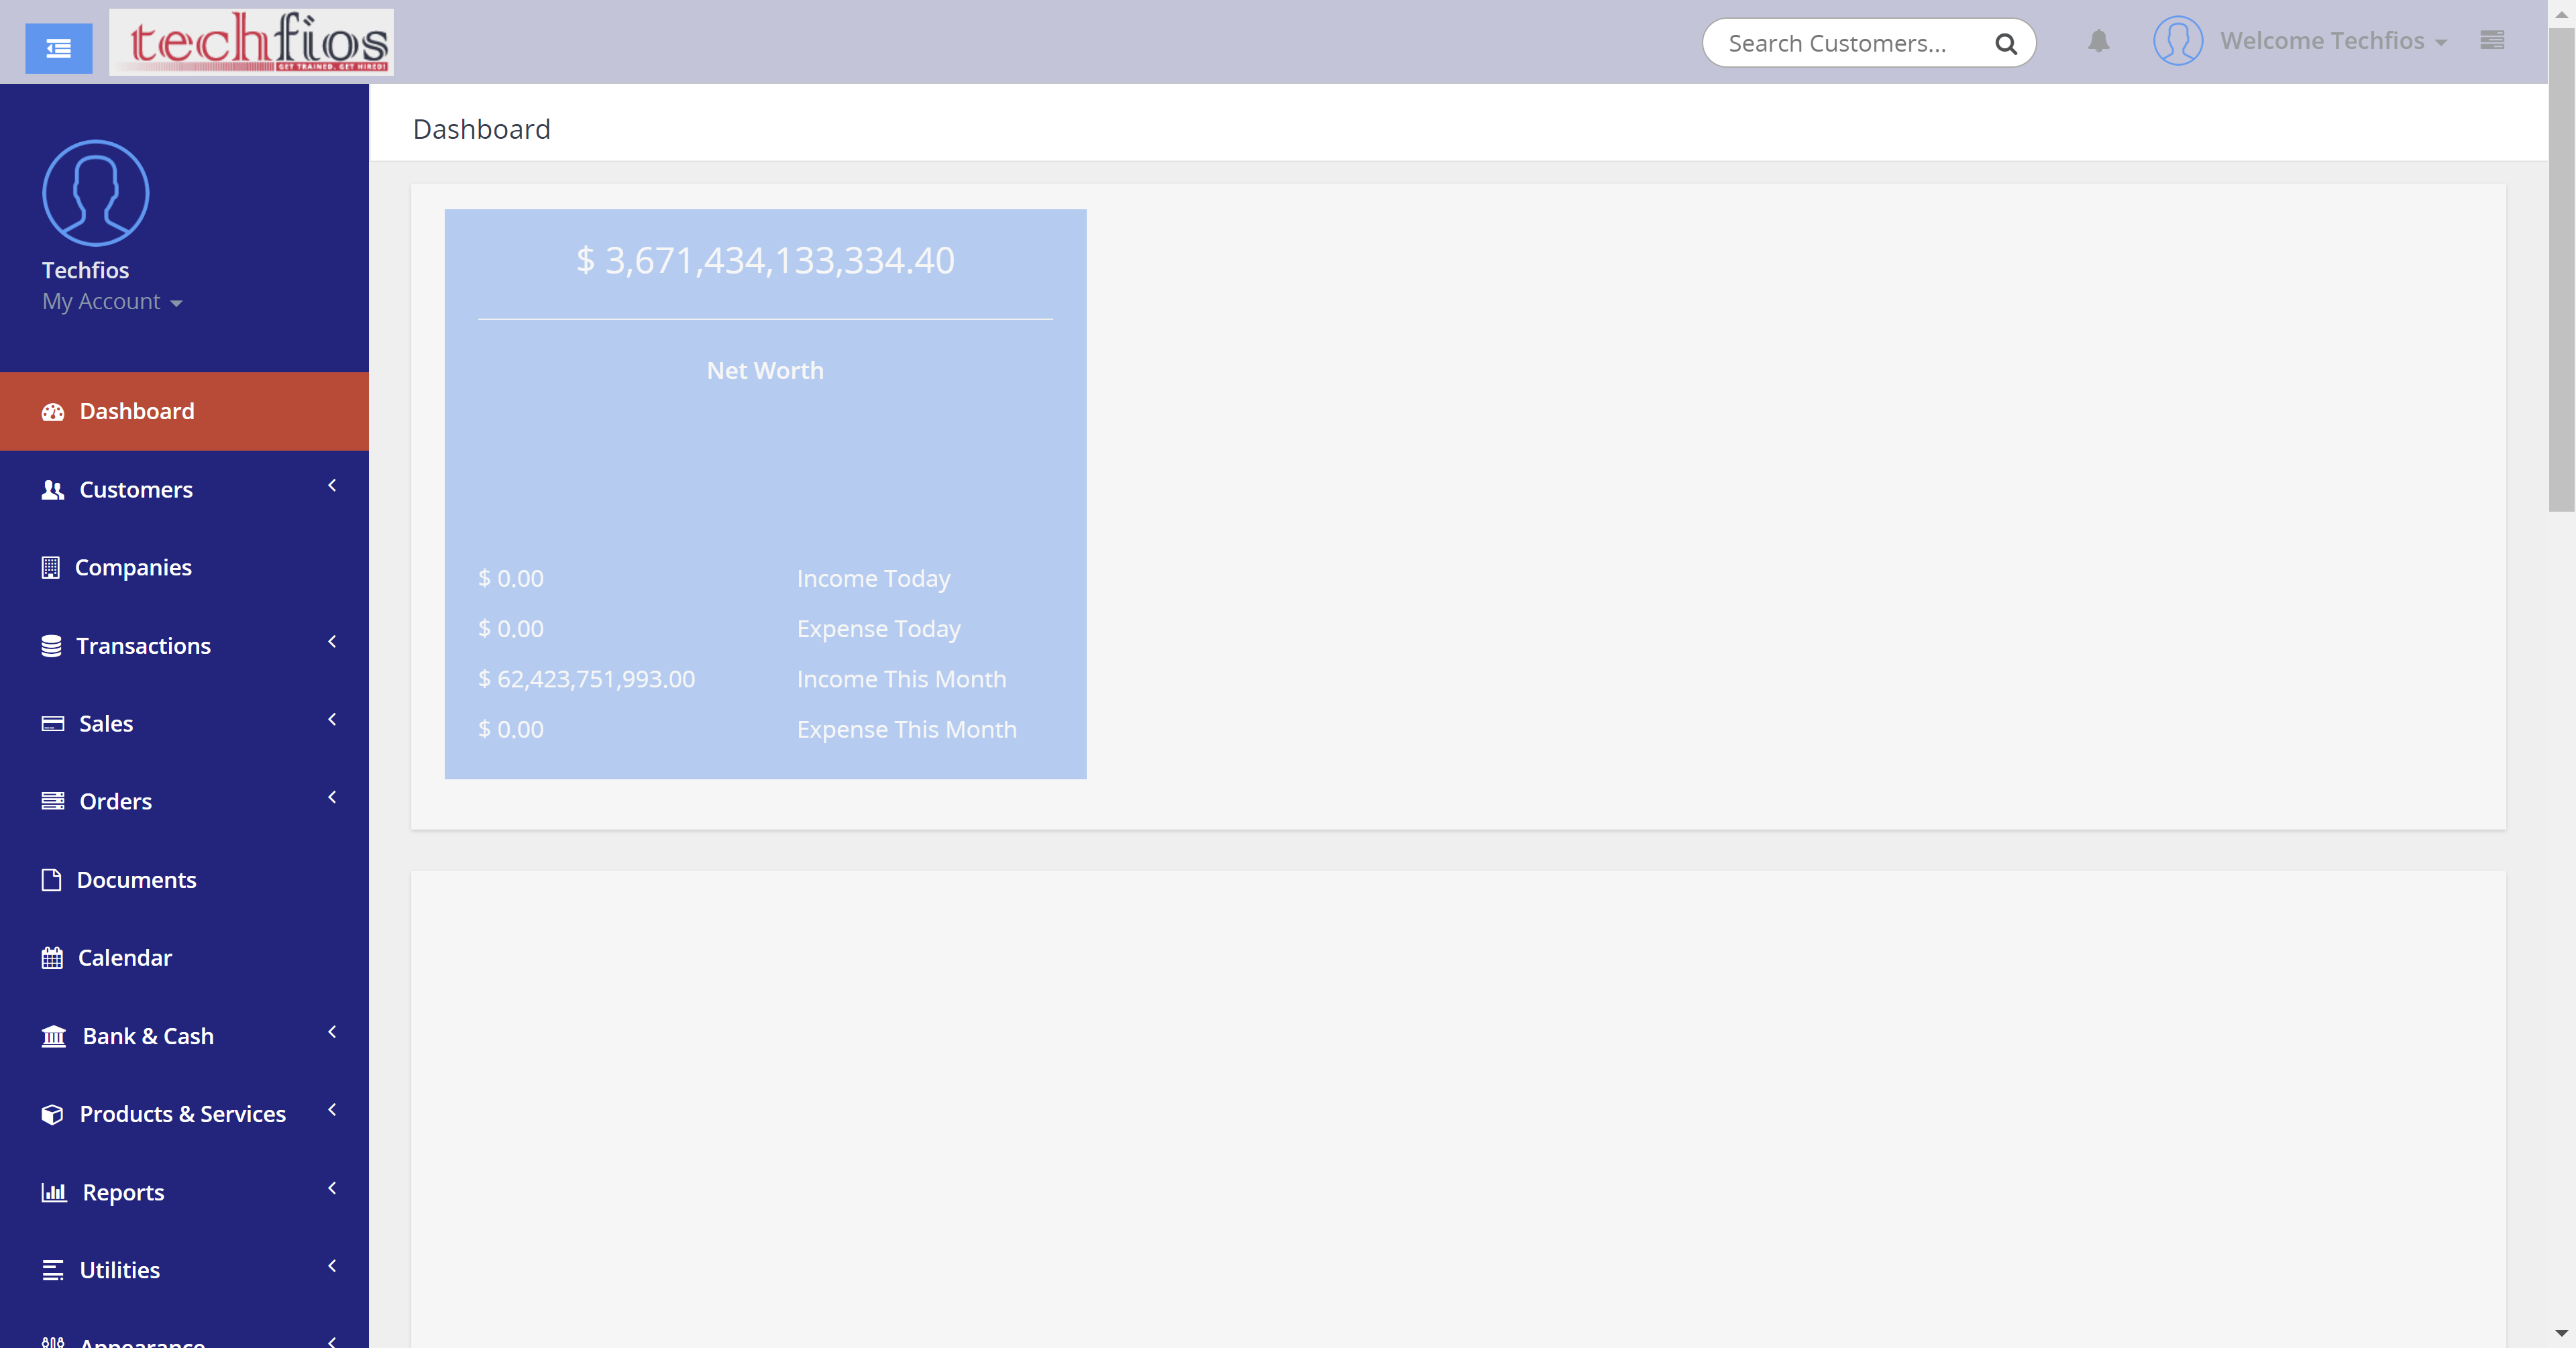 techfios
GET TRAINED. GET HIRED!
Search Customers...
Welcome Techfios
Techfios
My Account
Dashboard
Customers
Companies
Transactions
Sales
Orders
Documents
Calendar
Bank & Cash
Products & Services
Reports
Utilities
Appearance
Dashboard
$ 3,671,434,133,334.40
Net Worth
$ 0.00 Income Today
$ 0.00 Expense Today
$ 62,423,751,993.00 Income This Month
$ 0.00 Expense This Month